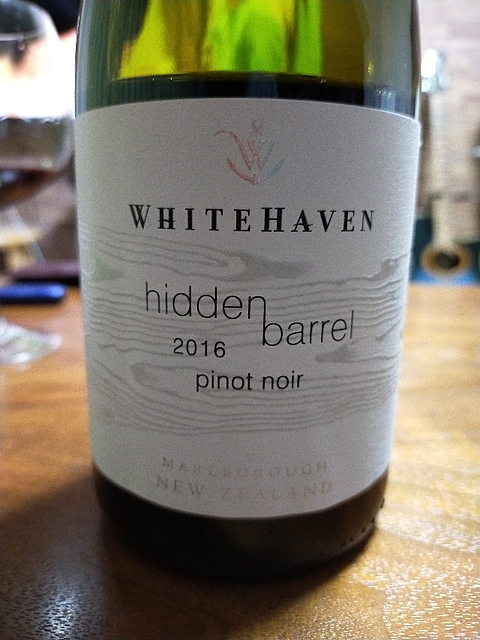 W
WHITEHAVEN
hidden
barrel
2016
pinot noir
MARLBOROUGH
NEW ZEALAND